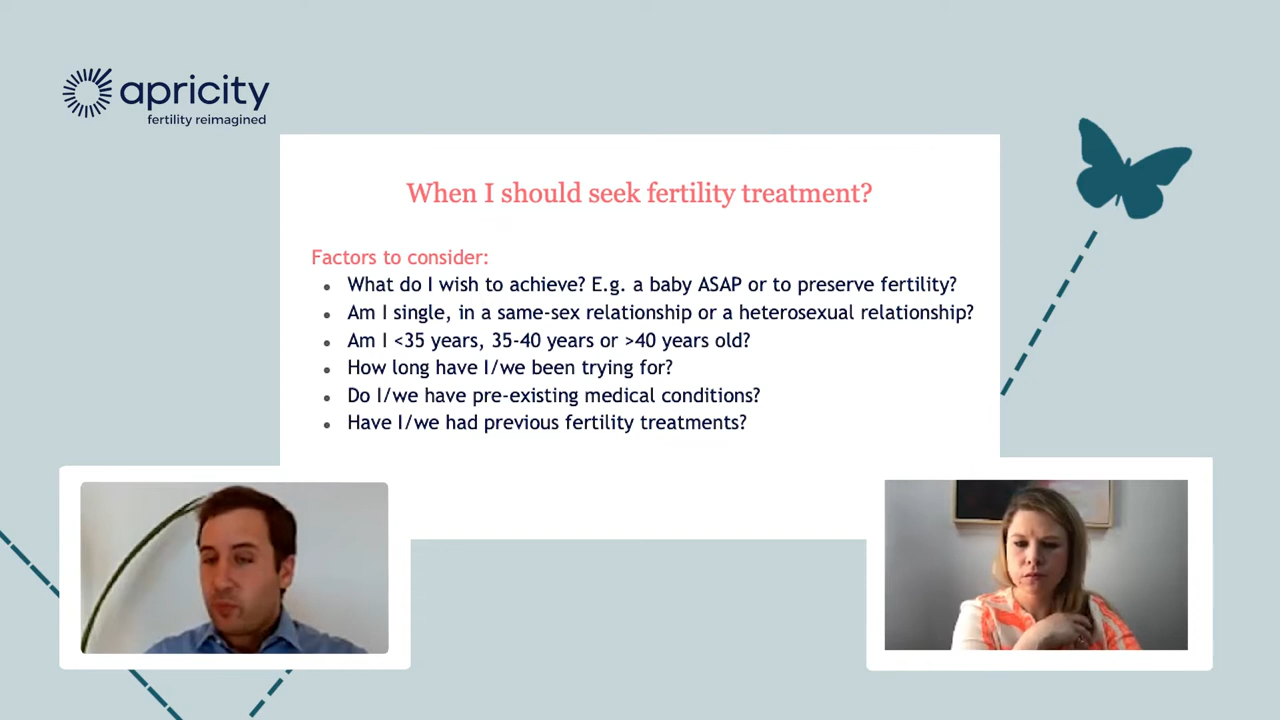 apricity
fertility reimagined
When I should seek fertility treatment?
Factors to consider:
What do I wish to achieve? E.g. a baby ASAP or to preserve fertility?
Am I single, in a same-sex relationship or a heterosexual relationship?
Am I <35 years, 35-40 years or >40 years old?
How long have I/we been trying for?
Do I/we have pre-existing medical conditions?
Have I/we had previous fertility treatments?